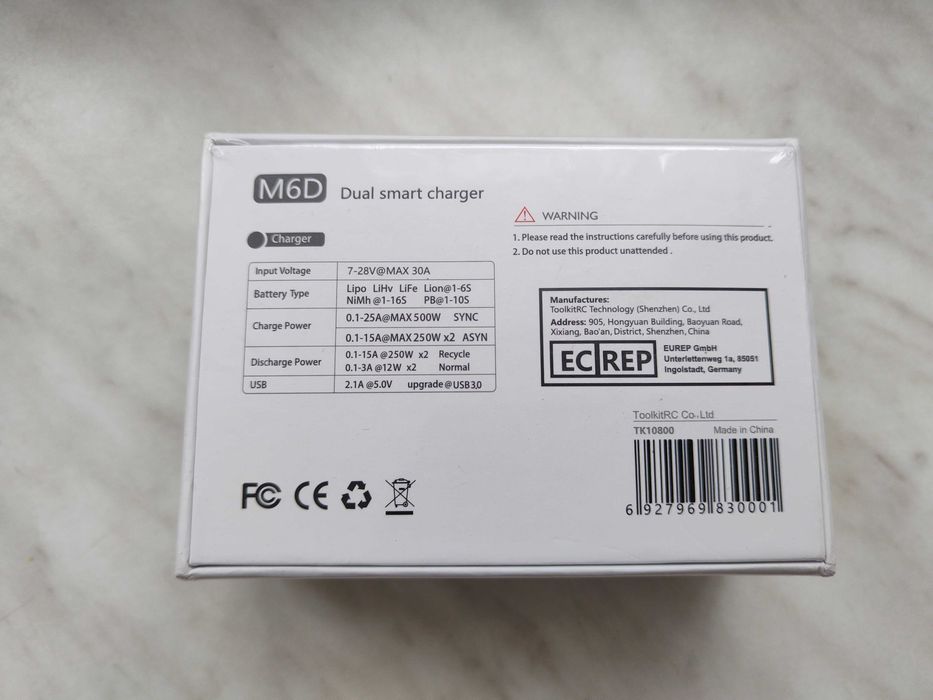 M6D Dual smart charger
Charger
Input Voltage 7-28V@MAX 30A
Battery Type Lipo LiHv LiFe Lion@1-6S
NiMh@1-16S PB@1-10S
Charge Power 0.1-25A@MAX 500W SYNC
0.1-15A@MAX 250W x2 ASYN
Discharge Power 0.1-15A @250W x2 Recycle
0.1-3A @12W x2 Normal
USB 2.1A @5.0V upgrade@USB3.0
WARNING
1. Please read the instructions carefully before using this product.
2. Do not use this product unattended .
Manufactures:
ToolkitRC Technology (Shenzhen) Co., Ltd
Address: 905, Hongyuan Building, Baoyuan Road,
Xixiang, Bao'an, District, Shenzhen, China
EC REP
EUREP GmbH
Unterlettenweg 1a, 85051
Ingolstadt, Germany
ToolkitRC Co.,Ltd
TK10800 Made in China
6 927969 830001
FC CE